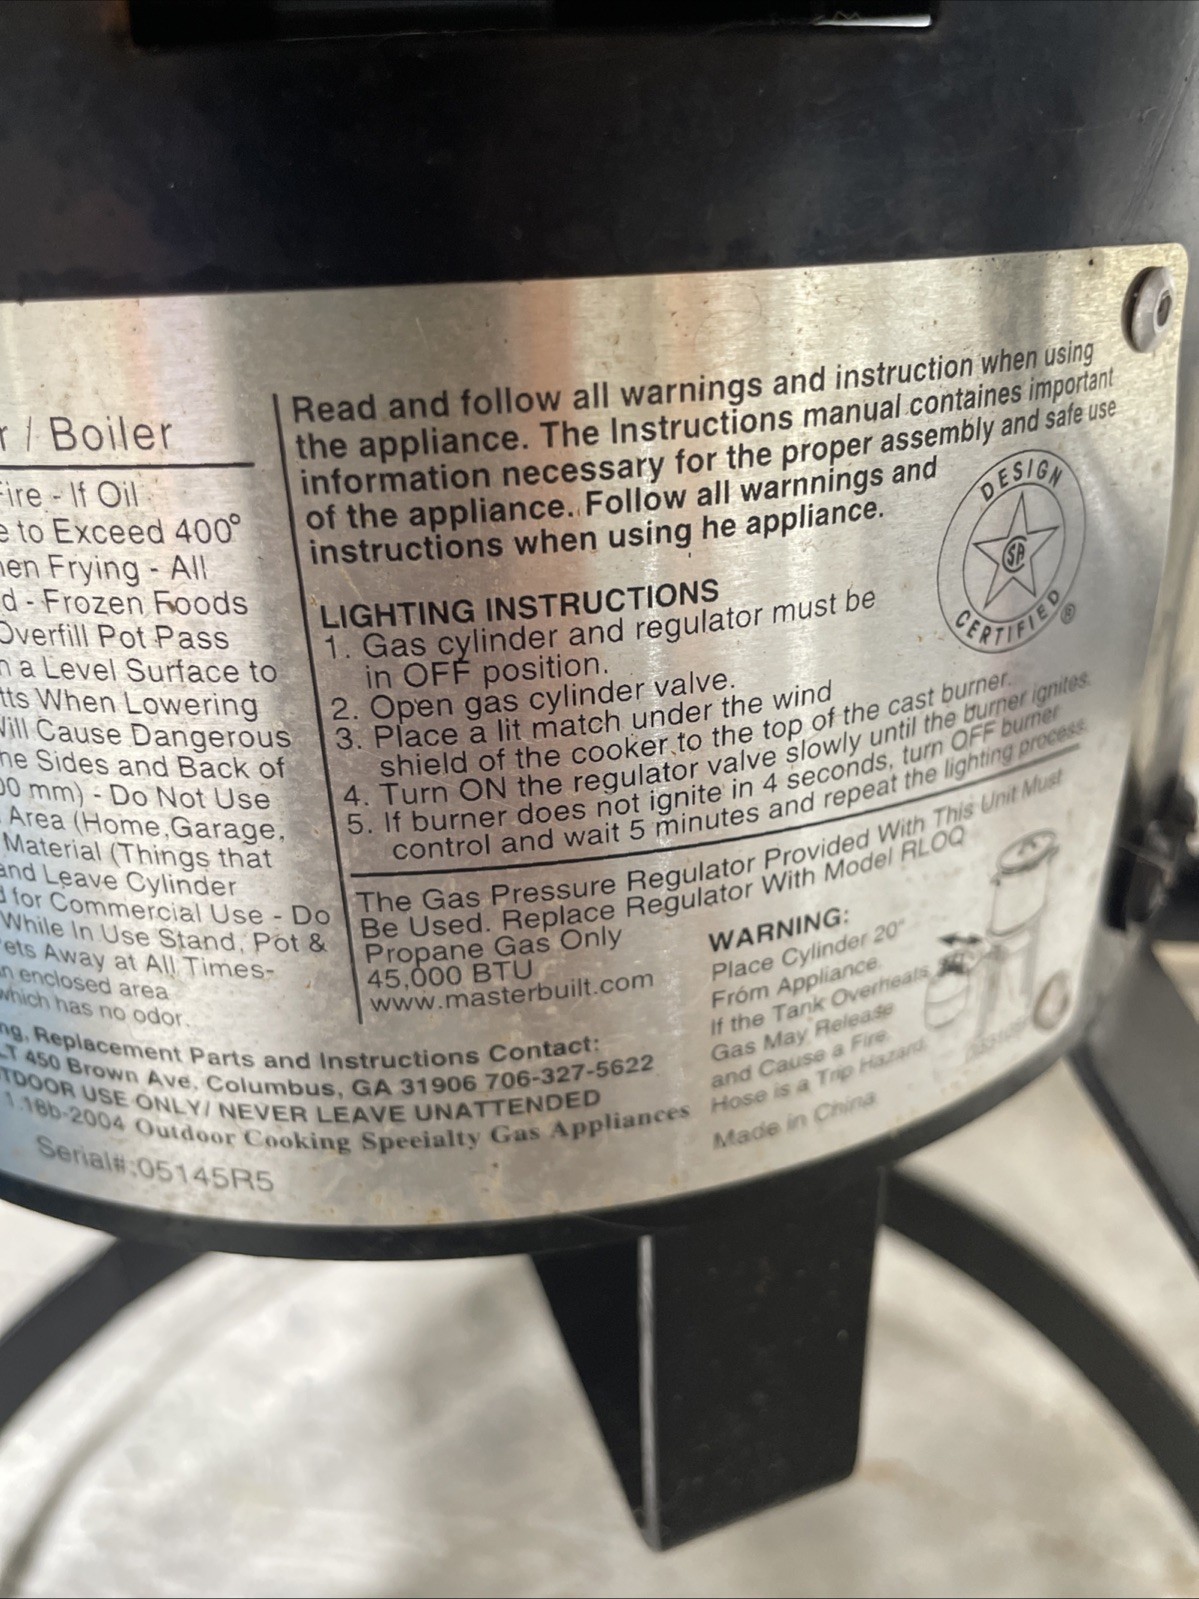 r / Boiler
Fire - If Oil
e to Exceed 400°
en Frying - All
d - Frozen Foods
Overfill Pot Pass
n a Level Surface to
tts When Lowering
Will Cause Dangerous
he Sides and Back of
00 mm) - Do Not Use
Area (Home,Garage,
Material (Things that
and Leave Cylinder
d for Commercial Use - Do
While In Use Stand, Pot &
ets Away at All Times-
n enclosed area
which has no odor.
Read and follow all warnings and instruction when using
the appliance. The Instructions manual containes important
information necessary for the proper assembly and safe use
of the appliance. Follow all warnnings and
instructions when using he appliance.
DESIGN
SA
CERTIFIED®
LIGHTING INSTRUCTIONS
1. Gas cylinder and regulator must be
in OFF position.
2. Open gas cylinder valve.
3. Place a lit match under the wind
shield of the cooker to the top of the cast burner.
4. Turn ON the regulator valve slowly until the burner ignites.
5. If burner does not ignite in 4 seconds, turn OFF burner
control and wait 5 minutes and repeat the lighting process.
The Gas Pressure Regulator Provided With This Unit Must
Be Used. Replace Regulator With Model RLOQ
Propane Gas Only
45,000 BTU
www.masterbuilt.com
WARNING:
Place Cylinder 20"
From Appliance.
If the Tank Overheats
Gas May Release
and Cause a Fire.
Hose is a Trip Hazard.
Made in China
ng, Replacement Parts and Instructions Contact:
LT 450 Brown Ave, Columbus, GA 31906 706-327-5622
TDOOR USE ONLY/ NEVER LEAVE UNATTENDED
1.18b-2004 Outdoor Cooking Speeialty Gas Appliances
Serial#:05145R5